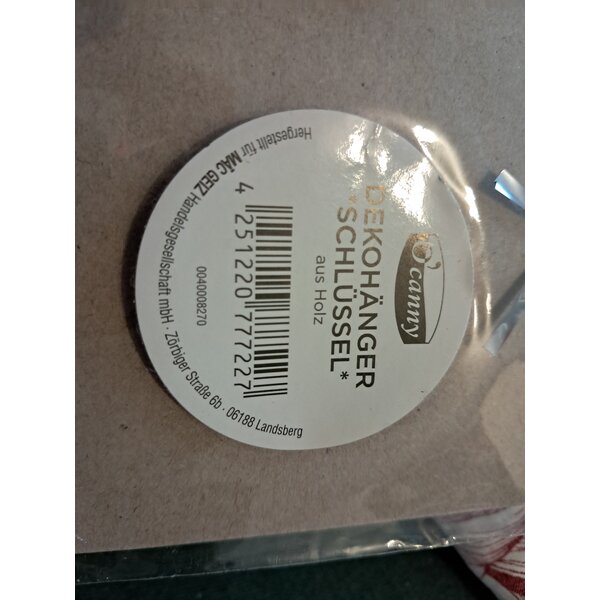 O'canny
DEKOHÄNGER
"SCHLÜSSEL"
aus Holz
4 251220 777227
0040008270
Hergestellt für MÄC GEIZ Handelsgesellschaft mbH · Zörbiger Straße 6b · 06188 Landsberg